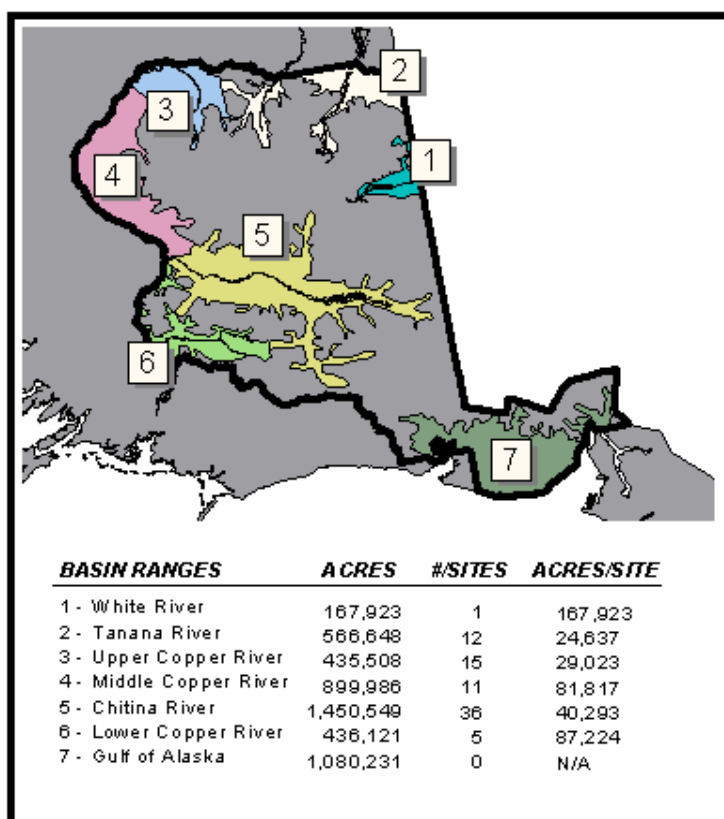 2
3
1
4
5
6
7
BASIN RANGES ACRES #/SITES ACRES/SITE
1 - White River 167,923 1 167,923
2 - Tanana River 566,648 12 24,637
3 - Upper Copper River 435,508 15 29,023
4 - Middle Copper River 899,986 11 81,817
5 - Chitina River 1,450,549 36 40,293
6 - Lower Copper River 436,121 5 87,224
7 - Gulf of Alaska 1,080,231 0 N/A